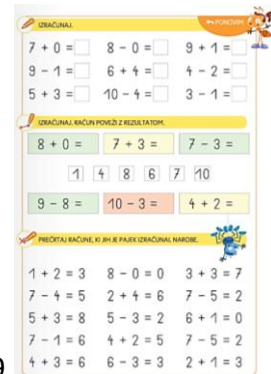 PONOVIM
IZRAČUNAJ.
7 + 0 = 8 - 0 = 9 + 1 =
9 - 1 = 6 + 4 = 4 - 2 =
5 + 3 = 10 - 4 = 3 - 1 =
IZRAČUNAJ. RAČUN POVEŽI Z REZULTATOM.
8 + 0 = 7 + 3 = 7 - 3 =
1 4 8 6 7 10
9 - 8 = 10 - 3 = 4 + 2 =
PREČRTAJ RAČUNE, KI JIH JE PAJEK IZRAČUNAL NAROBE.
1 + 2 = 3 8 - 0 = 0 3 + 3 = 7
7 - 4 = 5 2 + 4 = 6 7 - 5 = 2
5 + 3 = 8 5 - 3 = 2 6 + 1 = 0
7 - 1 = 6 4 + 2 = 5 7 - 5 = 2
4 + 3 = 6 6 - 3 = 3 2 + 1 = 3
9